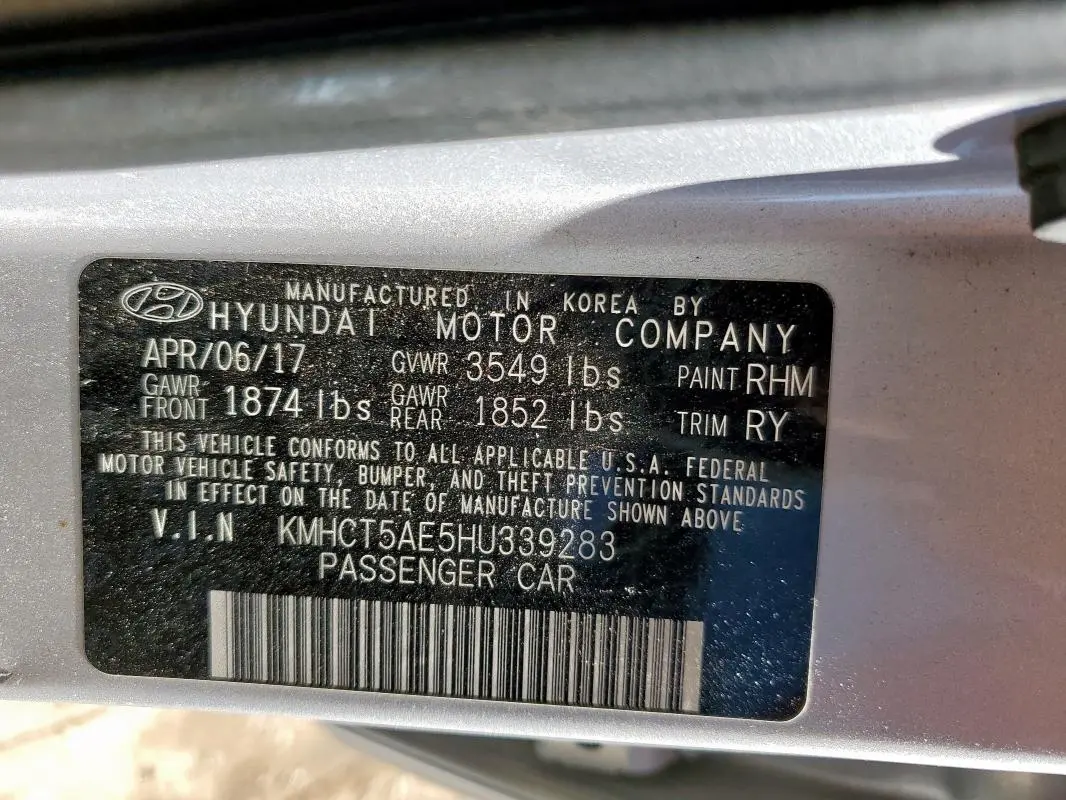 MANUFACTURED IN KOREA BY
HYUNDAI MOTOR COMPANY
APR/06/17 GVWR 3549 lbs PAINT RHM
GAWR FRONT 1874 lbs GAWR REAR 1852 lbs TRIM RY
THIS VEHICLE CONFORMS TO ALL APPLICABLE U.S.A. FEDERAL
MOTOR VEHICLE SAFETY, BUMPER, AND THEFT PREVENTION STANDARDS
IN EFFECT ON THE DATE OF MANUFACTURE SHOWN ABOVE
V.I.N KMHCT5AE5HU339283
PASSENGER CAR